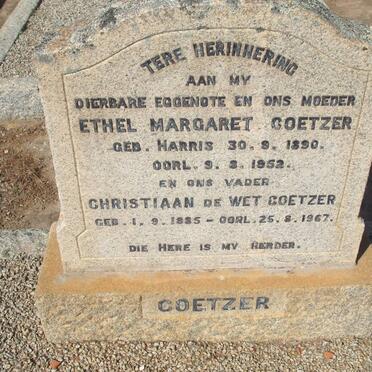 TERE HERINNERING
AAN MY
DIERBARE EGGENOTE EN ONS MOEDER
ETHEL MARGARET COETZER
GEB. HARRIS 30.9.1890.
OORL. 9.8.1952.
EN ONS VADER
CHRISTIAAN DE WET COETZER
GEB. 1.9.1885 – OORL. 25.8.1967.
DIE HERE IS MY HERDER.
COETZER